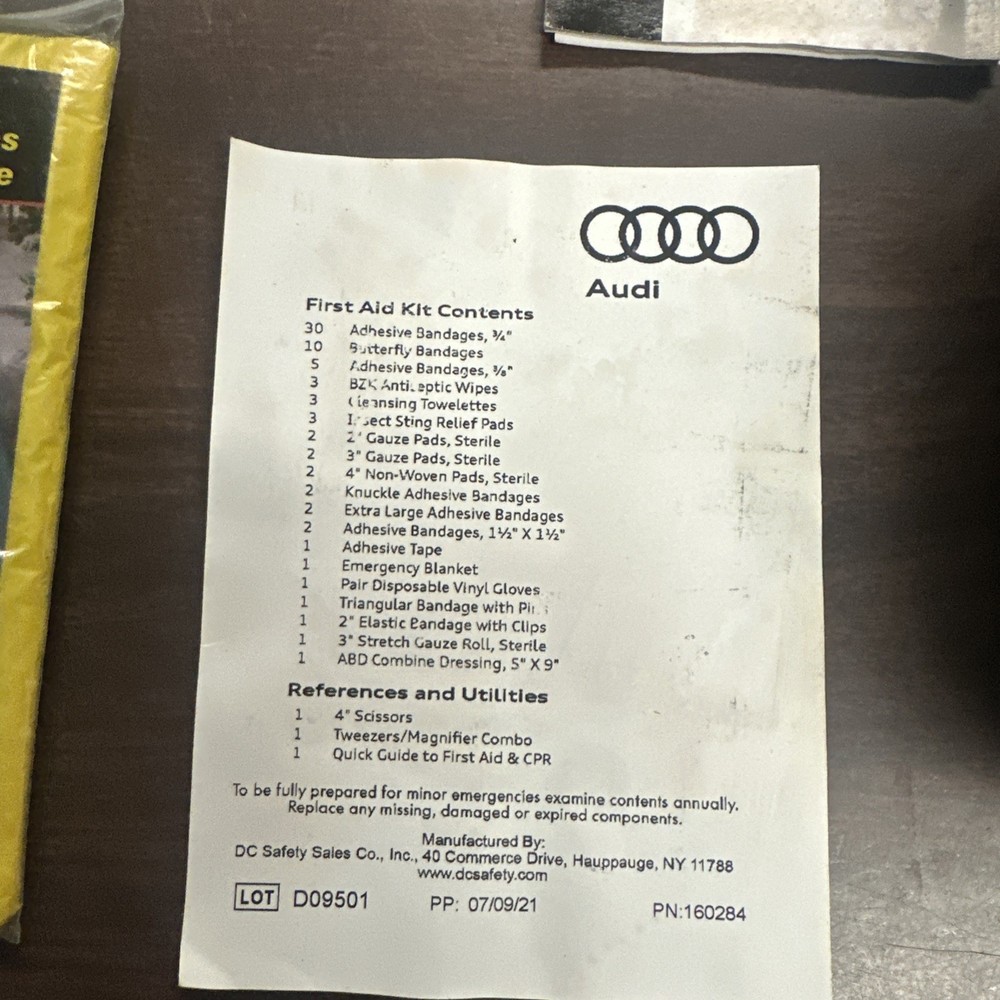 s
e
Audi
First Aid Kit Contents
30 Adhesive Bandages, ¾"
10 Butterfly Bandages
5 Adhesive Bandages, ⅜"
3 BZK Antiseptic Wipes
3 Cleansing Towelettes
3 Insect Sting Relief Pads
2 2" Gauze Pads, Sterile
2 3" Gauze Pads, Sterile
2 4" Non-Woven Pads, Sterile
2 Knuckle Adhesive Bandages
2 Extra Large Adhesive Bandages
2 Adhesive Bandages, 1½" X 1½"
1 Adhesive Tape
1 Emergency Blanket
1 Pair Disposable Vinyl Gloves
1 Triangular Bandage with Pins
1 2" Elastic Bandage with Clips
1 3" Stretch Gauze Roll, Sterile
1 ABD Combine Dressing, 5" X 9"
References and Utilities
1 4" Scissors
1 Tweezers/Magnifier Combo
1 Quick Guide to First Aid & CPR
To be fully prepared for minor emergencies examine contents annually.
Replace any missing, damaged or expired components.
Manufactured By:
DC Safety Sales Co., Inc., 40 Commerce Drive, Hauppauge, NY 11788
www.dcsafety.com
LOT D09501 PP: 07/09/21 PN:160284